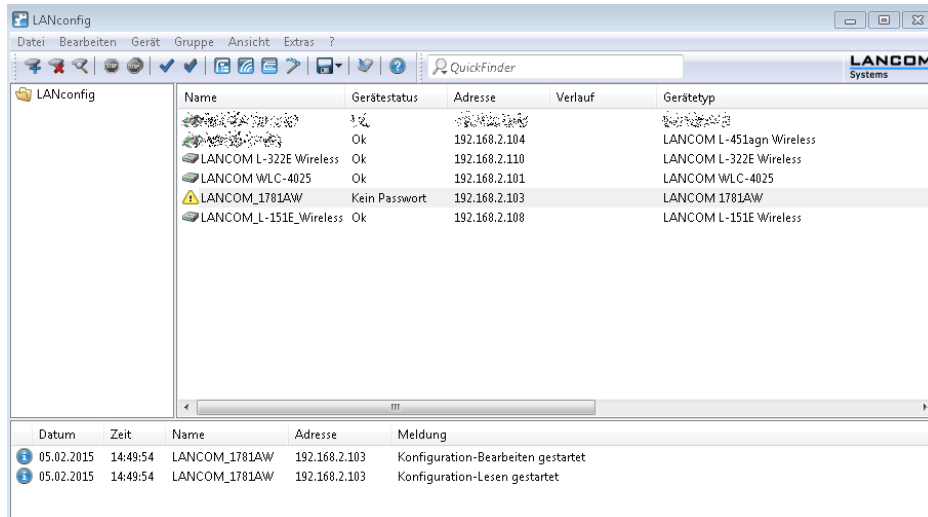 LANconfig
Datei Bearbeiten Gerät Gruppe Ansicht Extras ?
QuickFinder
LANCOM
Systems
LANconfig
Name Gerätestatus Adresse Verlauf Gerätetyp
Ok 192.168.2.104 LANCOM L-451agn Wireless
LANCOM L-322E Wireless Ok 192.168.2.110 LANCOM L-322E Wireless
LANCOM WLC-4025 Ok 192.168.2.101 LANCOM WLC-4025
LANCOM_1781AW Kein Passwort 192.168.2.103 LANCOM 1781AW
LANCOM_L-151E_Wireless Ok 192.168.2.108 LANCOM L-151E Wireless
Datum Zeit Name Adresse Meldung
05.02.2015 14:49:54 LANCOM_1781AW 192.168.2.103 Konfiguration-Bearbeiten gestartet
05.02.2015 14:49:54 LANCOM_1781AW 192.168.2.103 Konfiguration-Lesen gestartet